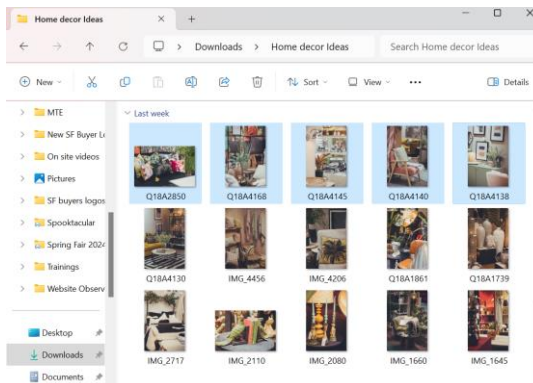 Home decor Ideas
Downloads > Home decor Ideas
Search Home decor Ideas
New
Sort
View
Details
MTE
New SF Buyer
On site videos
Pictures
SF buyers logos
Spooktacular
Spring Fair 2024
Trainings
Website Observ
Desktop
Downloads
Documents
Last week
Q18A2850 Q18A4168 Q18A4145 Q18A4140 Q18A4138
Q18A4130 IMG_4456 IMG_4206 Q18A1861 Q18A1739
IMG_2717 IMG_2110 IMG_2080 IMG_1660 IMG_1645